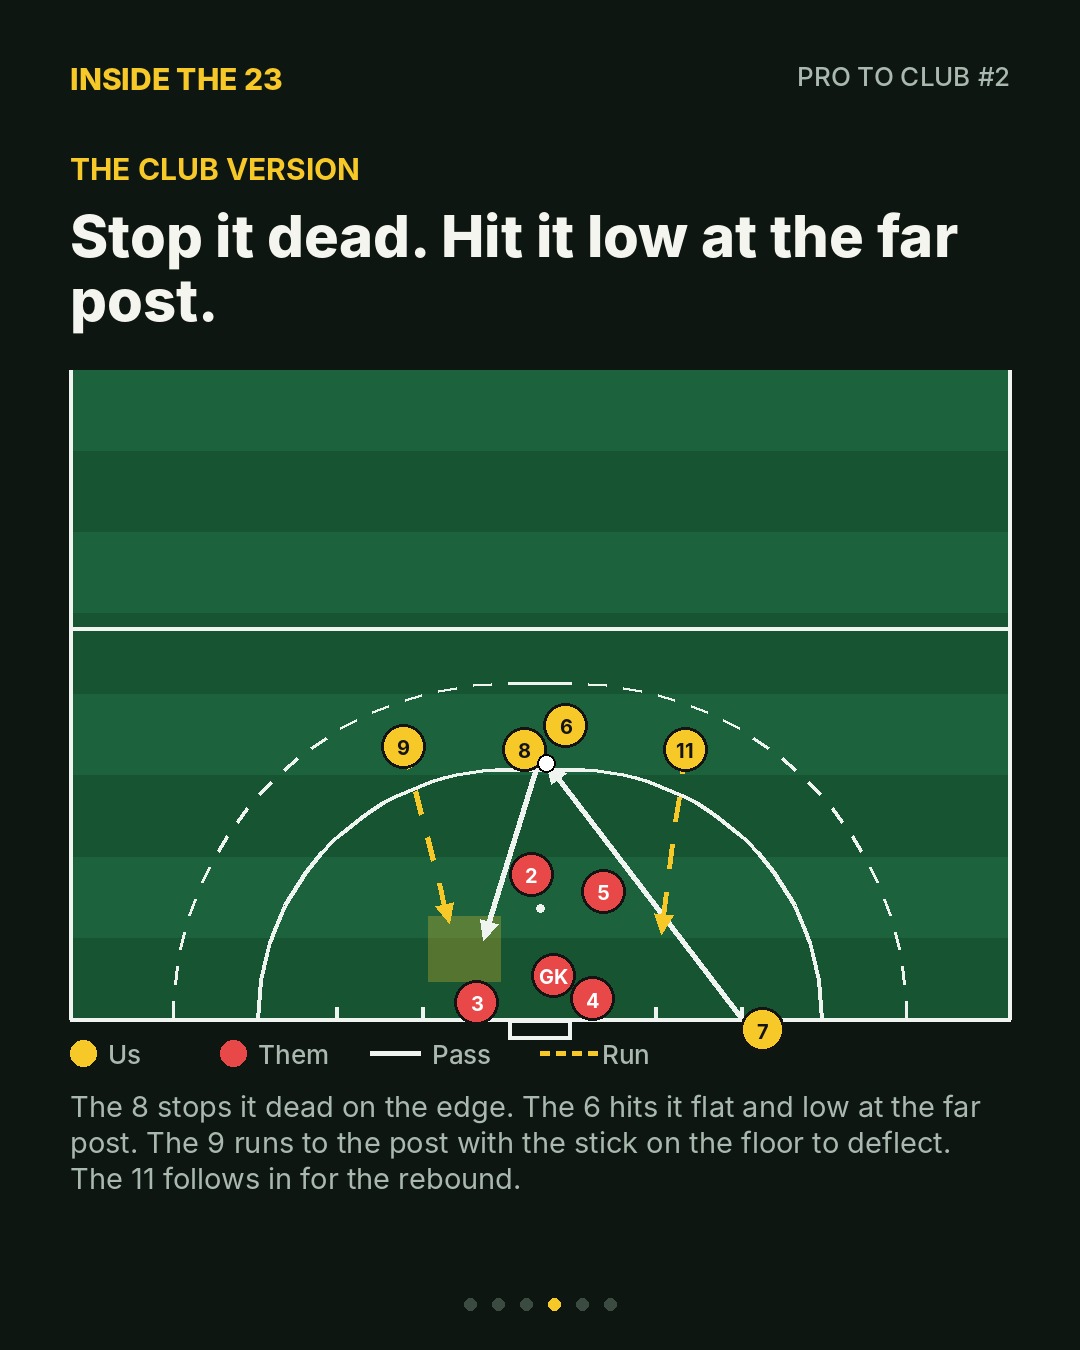 INSIDE THE 23
PRO TO CLUB #2
THE CLUB VERSION
Stop it dead. Hit it low at the far
post.
6
9
8
11
2
5
GK
3
4
7
Us
Them
Pass
Run
The 8 stops it dead on the edge. The 6 hits it flat and low at the far
post. The 9 runs to the post with the stick on the floor to deflect.
The 11 follows in for the rebound.